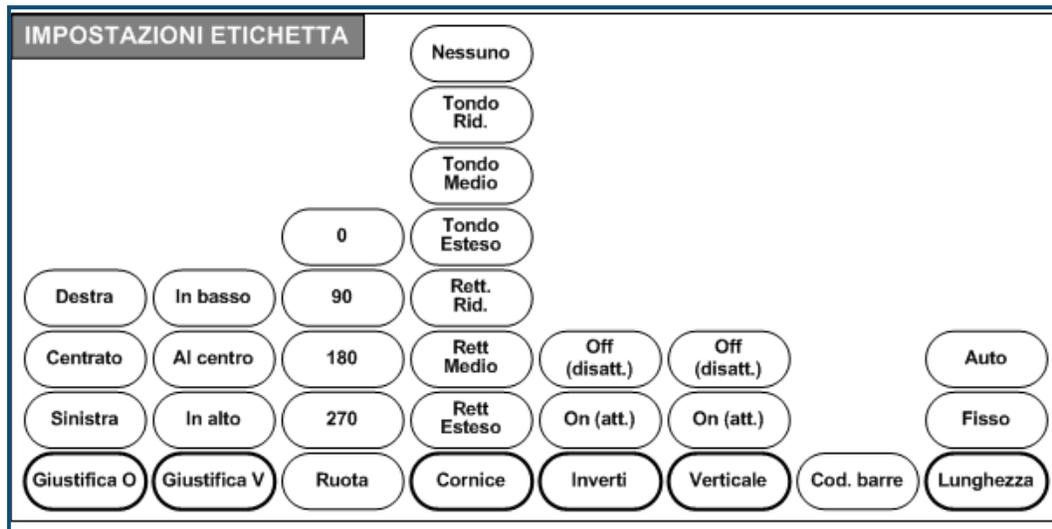 IMPOSTAZIONI ETICHETTA
Nessuno
Tondo
Rid.
Tondo
Medio
0
Tondo
Esteso
Destra
In basso
90
Rett.
Rid.
Centrato
Al centro
180
Rett
Medio
Off
(disatt.)
Off
(disatt.)
Auto
Sinistra
In alto
270
Rett
Esteso
On (att.)
On (att.)
Fisso
Giustifica O
Giustifica V
Ruota
Cornice
Inverti
Verticale
Cod. barre
Lunghezza